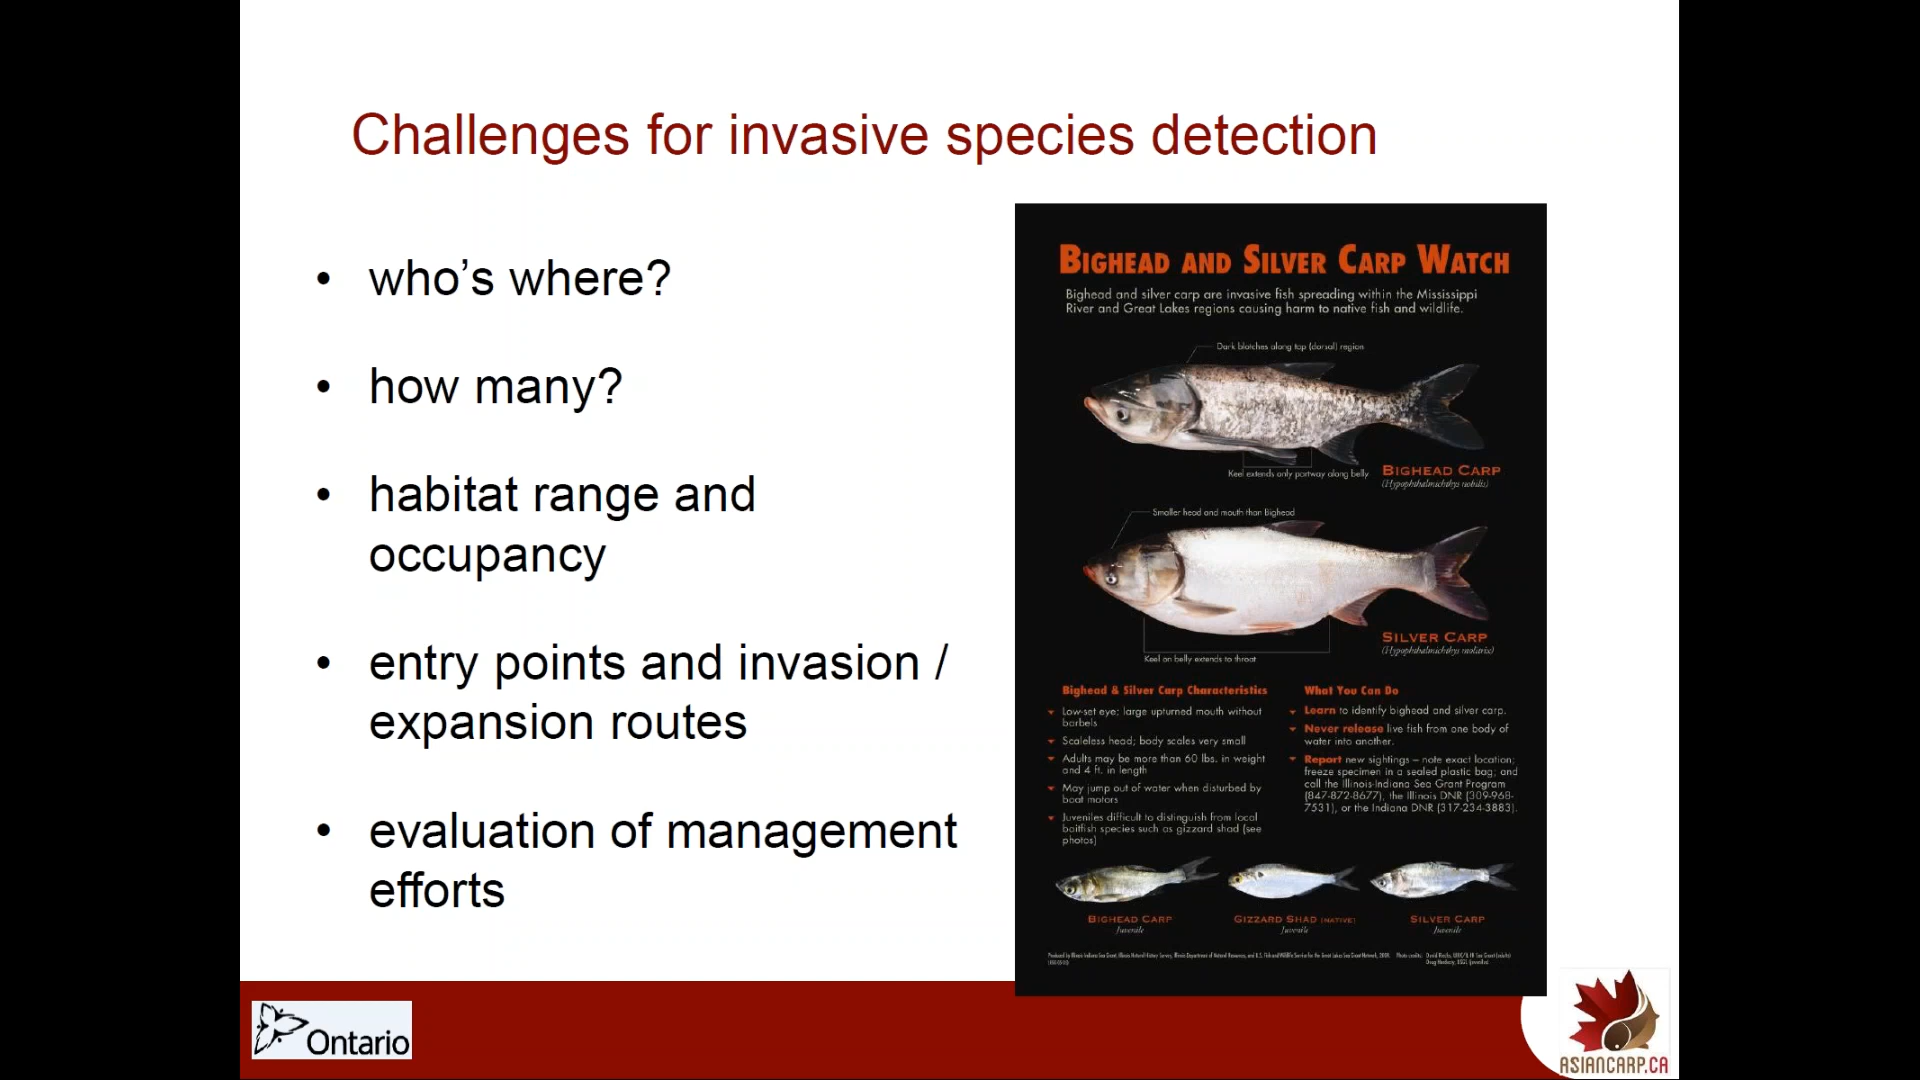 Challenges for invasive species detection
• who's where?
• how many?
• habitat range and
occupancy
• entry points and invasion /
expansion routes
• evaluation of management
efforts
BIGHEAD AND SILVER CARP WATCH
Bighead and silver carp are invasive fish spreading within the Mississippi
River and Great Lakes regions causing harm to native fish and wildlife.
Dark blotches along top (dorsal) region
Keel extends only partway along belly
BIGHEAD CARP
(Hypophthalmichthys nobilis)
Smaller head and mouth than Bighead
SILVER CARP
(Hypophthalmichthys molitrix)
Keel on belly extends to throat
Bighead & Silver Carp Characteristics
Low-set eye; large upturned mouth without
barbels
Scaleless head; body scales very small
Adults may be more than 60 lbs. in weight
and 4 ft. in length
May jump out of water when disturbed by
boat motors
Juveniles difficult to distinguish from local
baitfish species such as gizzard shad (see
photos)
What You Can Do
Learn to identify bighead and silver carp.
Never release live fish from one body of
water into another.
Report new sightings – note exact location;
freeze specimen in a sealed plastic bag; and
call the Illinois-Indiana Sea Grant Program
(847-872-8677), the Illinois DNR (309-968-
7531), or the Indiana DNR (317-234-3883).
BIGHEAD CARP
Juvenile
GIZZARD SHAD (NATIVE)
Juvenile
SILVER CARP
Juvenile
Ontario
ASIANCARP.CA